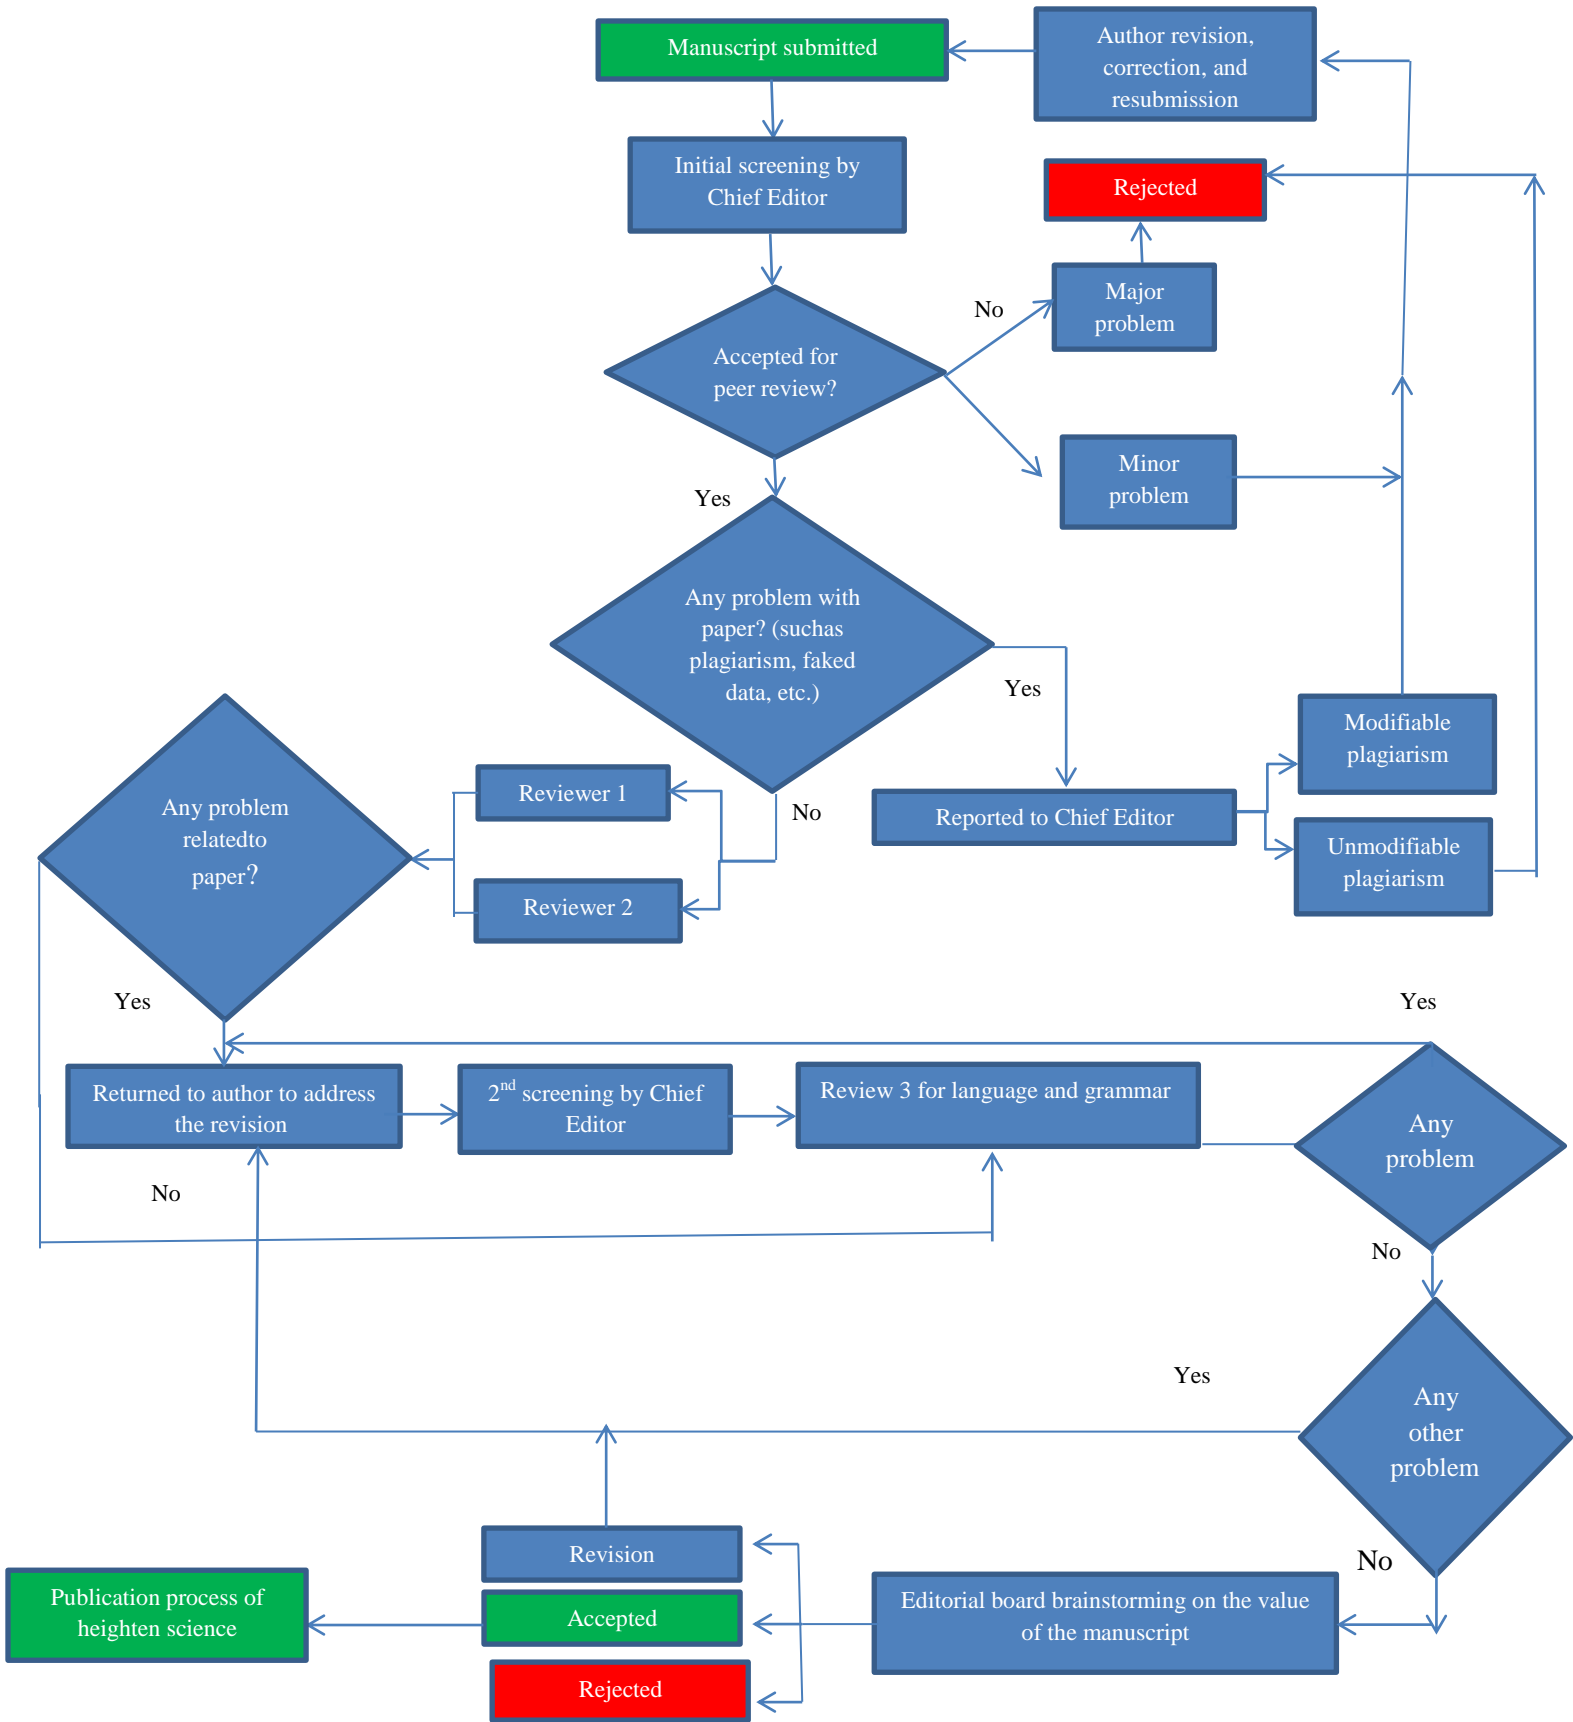 Manuscript submitted
Author revision,
correction, and
resubmission
Initial screening by
Chief Editor
Rejected
Major
problem
No
Accepted for
peer review?
Minor
problem
Yes
Any problem with
paper? (suchas
plagiarism, faked
data, etc.)
Yes
Modifiable
plagiarism
Any problem
relatedto
paper?
Reviewer 1
No
Reported to Chief Editor
Unmodifiable
plagiarism
Reviewer 2
Yes
Yes
Returned to author to address
the revision
2nd screening by Chief
Editor
Review 3 for language and grammar
Any
problem
No
No
Yes
Any
other
problem
Revision
No
Publication process of
heighten science
Accepted
Editorial board brainstorming on the value
of the manuscript
Rejected